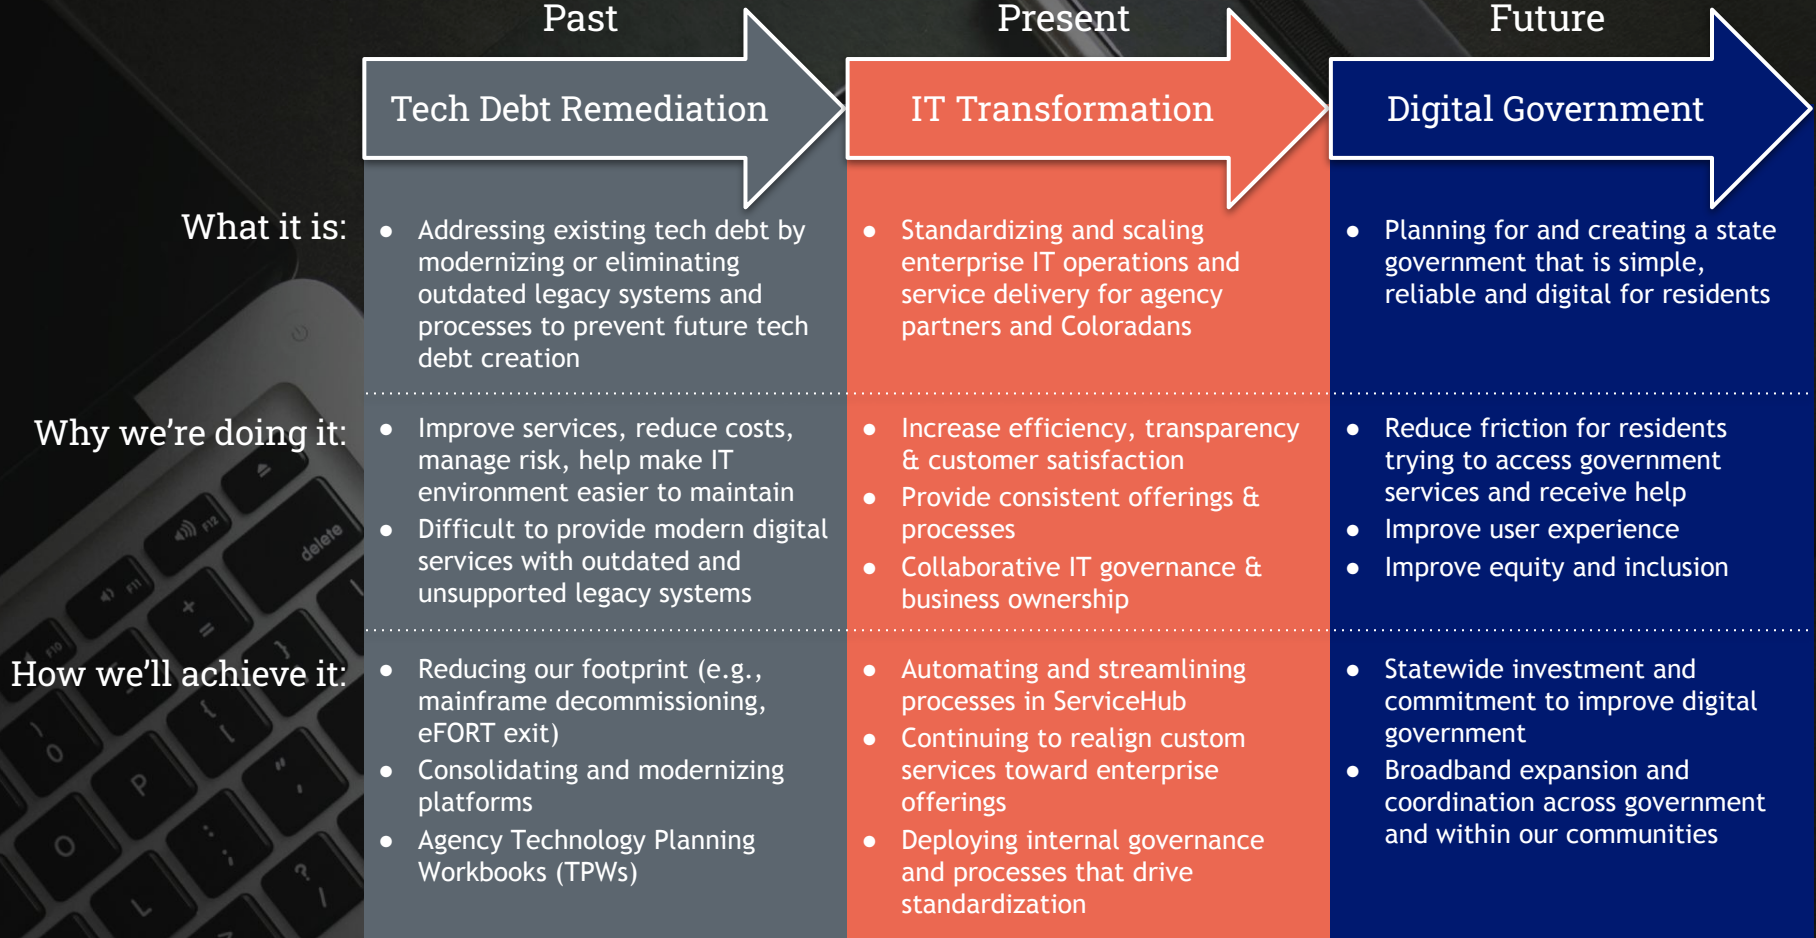 Past
Present
Future
Tech Debt Remediation
IT Transformation
Digital Government
What it is:
● Addressing existing tech debt by
modernizing or eliminating
outdated legacy systems and
processes to prevent future tech
debt creation
● Standardizing and scaling
enterprise IT operations and
service delivery for agency
partners and Coloradans
● Planning for and creating a state
government that is simple,
reliable and digital for residents
Why we’re doing it:
● Improve services, reduce costs,
manage risk, help make IT
environment easier to maintain
● Difficult to provide modern digital
services with outdated and
unsupported legacy systems
● Increase efficiency, transparency
& customer satisfaction
● Provide consistent offerings &
processes
● Collaborative IT governance &
business ownership
● Reduce friction for residents
trying to access government
services and receive help
● Improve user experience
● Improve equity and inclusion
How we’ll achieve it:
● Reducing our footprint (e.g.,
mainframe decommissioning,
eFORT exit)
● Consolidating and modernizing
platforms
● Agency Technology Planning
Workbooks (TPWs)
● Automating and streamlining
processes in ServiceHub
● Continuing to realign custom
services toward enterprise
offerings
● Deploying internal governance
and processes that drive
standardization
● Statewide investment and
commitment to improve digital
government
● Broadband expansion and
coordination across government
and within our communities
F12
delete
F11
F10
P
O
L